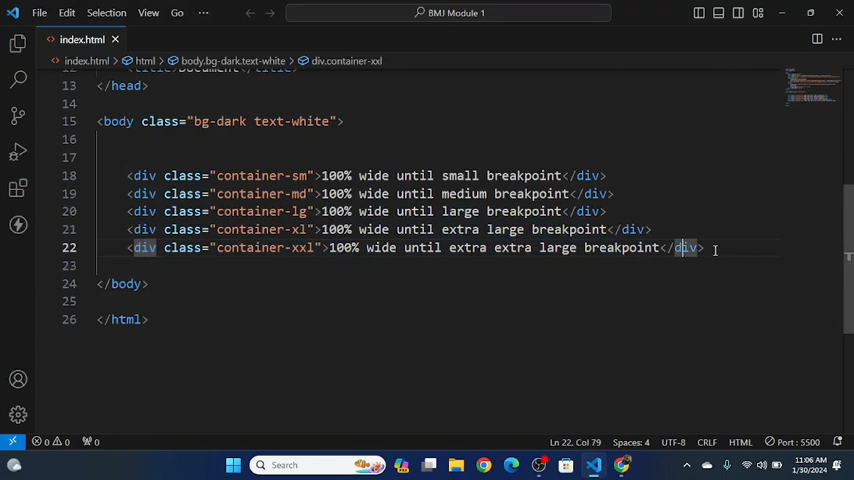 File Edit Selection View Go ··· BMJ Module 1
index.html
index.html html body.bg-dark.text-white div.container-xxl
12 <title>Document</title>
13 </head>
14
15 <body class="bg-dark text-white">
16
17
18 <div class="container-sm">100% wide until small breakpoint</div>
19 <div class="container-md">100% wide until medium breakpoint</div>
20 <div class="container-lg">100% wide until large breakpoint</div>
21 <div class="container-xl">100% wide until extra large breakpoint</div>
22 <div class="container-xxl">100% wide until extra extra large breakpoint</div>
23
24 </body>
25
26 </html>
0 0 0 Ln 22, Col 79 Spaces: 4 UTF-8 CRLF HTML Port : 5500
Search 11:06 AM
1/30/2024